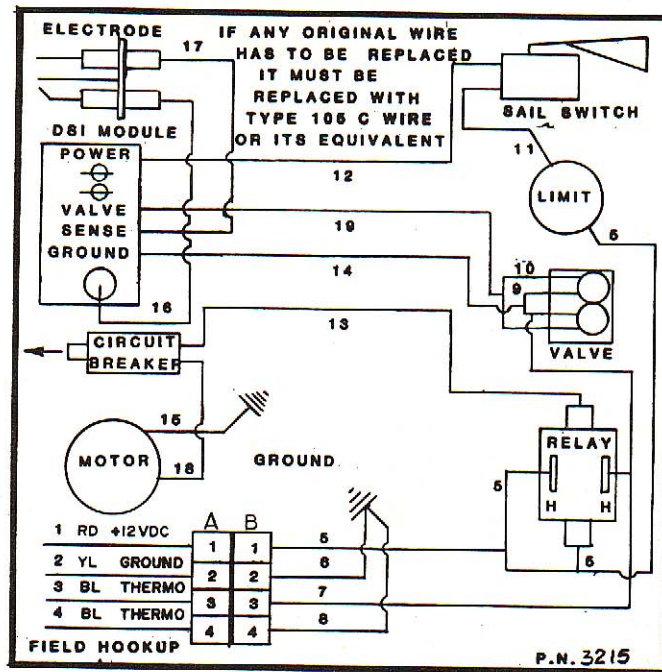 ELECTRODE
17
IF ANY ORIGINAL WIRE
HAS TO BE REPLACED
IT MUST BE
REPLACED WITH
TYPE 105 C WIRE
OR ITS EQUIVALENT
SAIL SWITCH
11
LIMIT
5
DSI MODULE
POWER
VALVE
SENSE
GROUND
12
19
14
16
10
9
VALVE
CIRCUIT
BREAKER
13
15
MOTOR
18
GROUND
RELAY
5
H H
5
A B
1 RD +12VDC 1 1 5
2 YL GROUND 2 2 6
3 BL THERMO 3 3 7
4 BL THERMO 4 4 8
FIELD HOOKUP
P.N. 3215